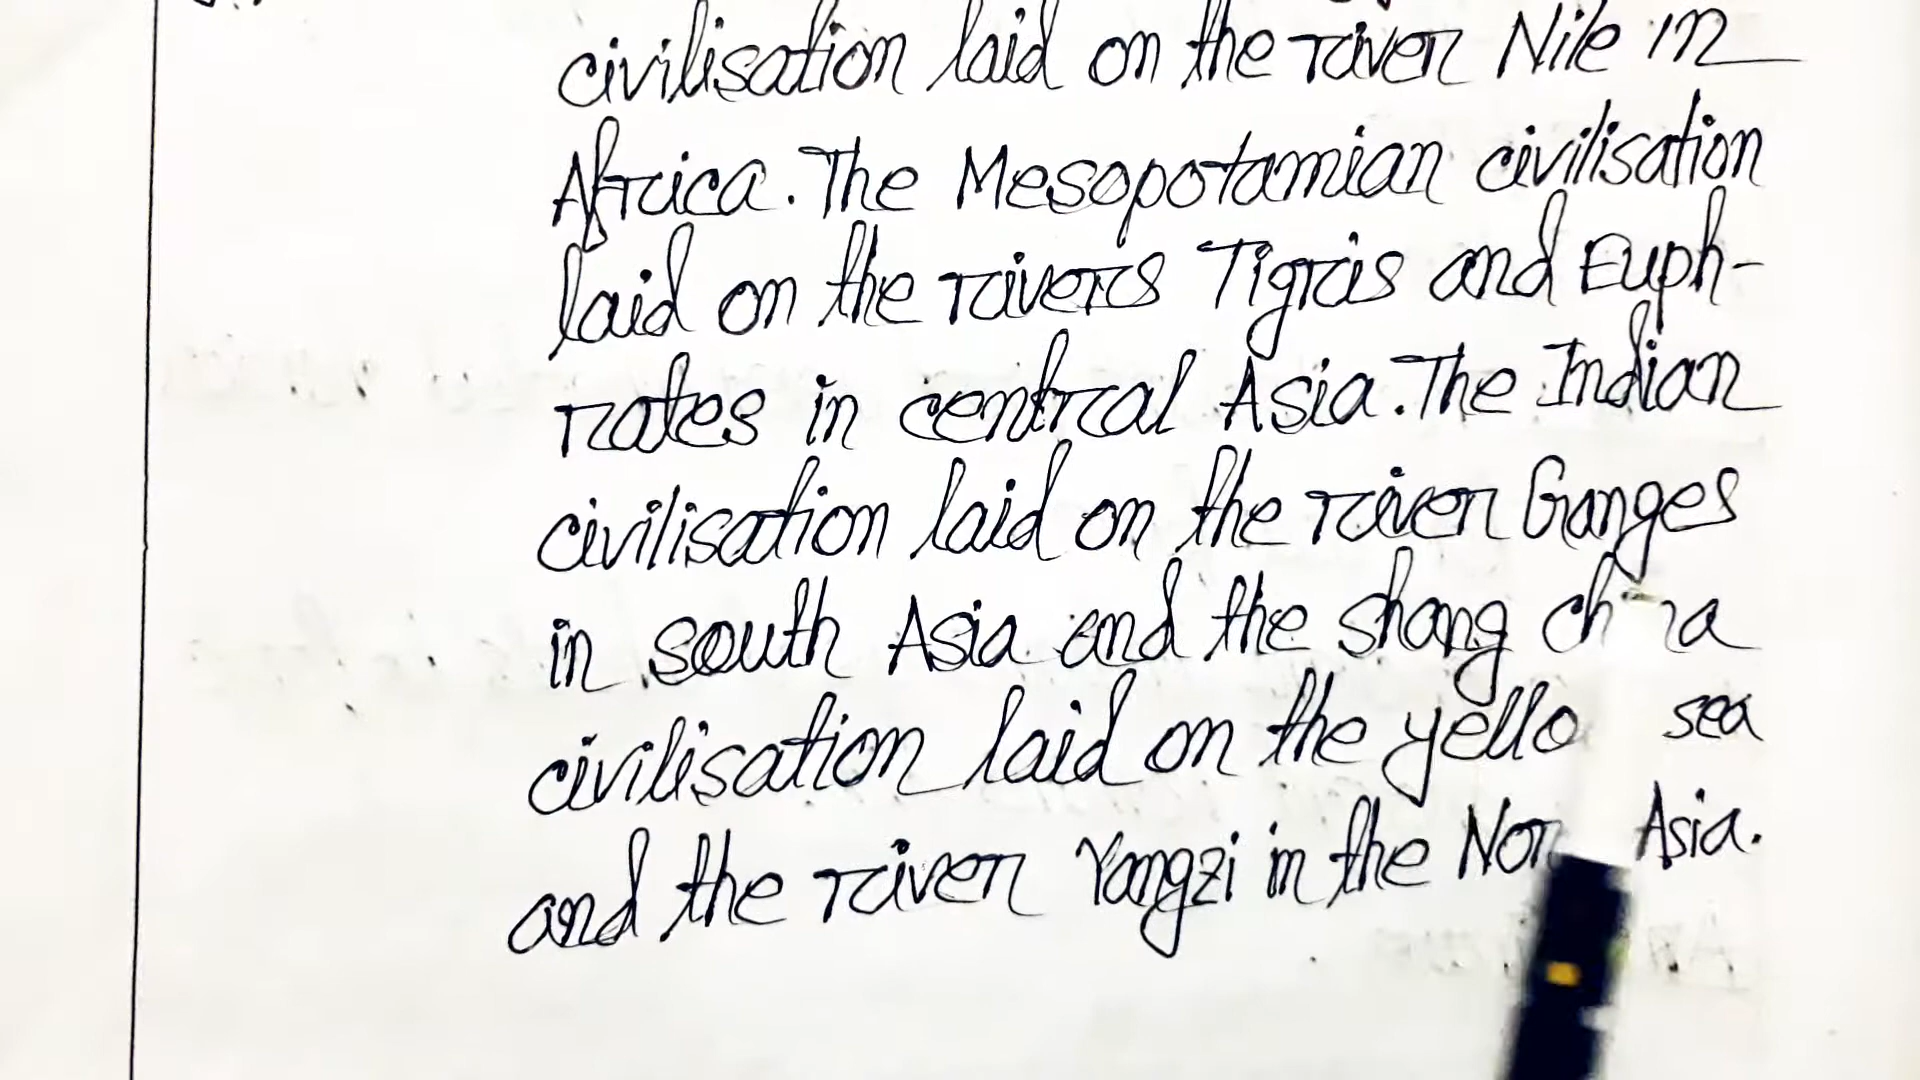 civilisation laid on the river Nile in
Africa. The Mesopotamian civilisation
laid on the rivers Tigris and Euph-
rates in central Asia. The Indian
civilisation laid on the river Ganges
in south Asia and the shang
civilisation laid on the sea
and the river Yangzi in the Asia.